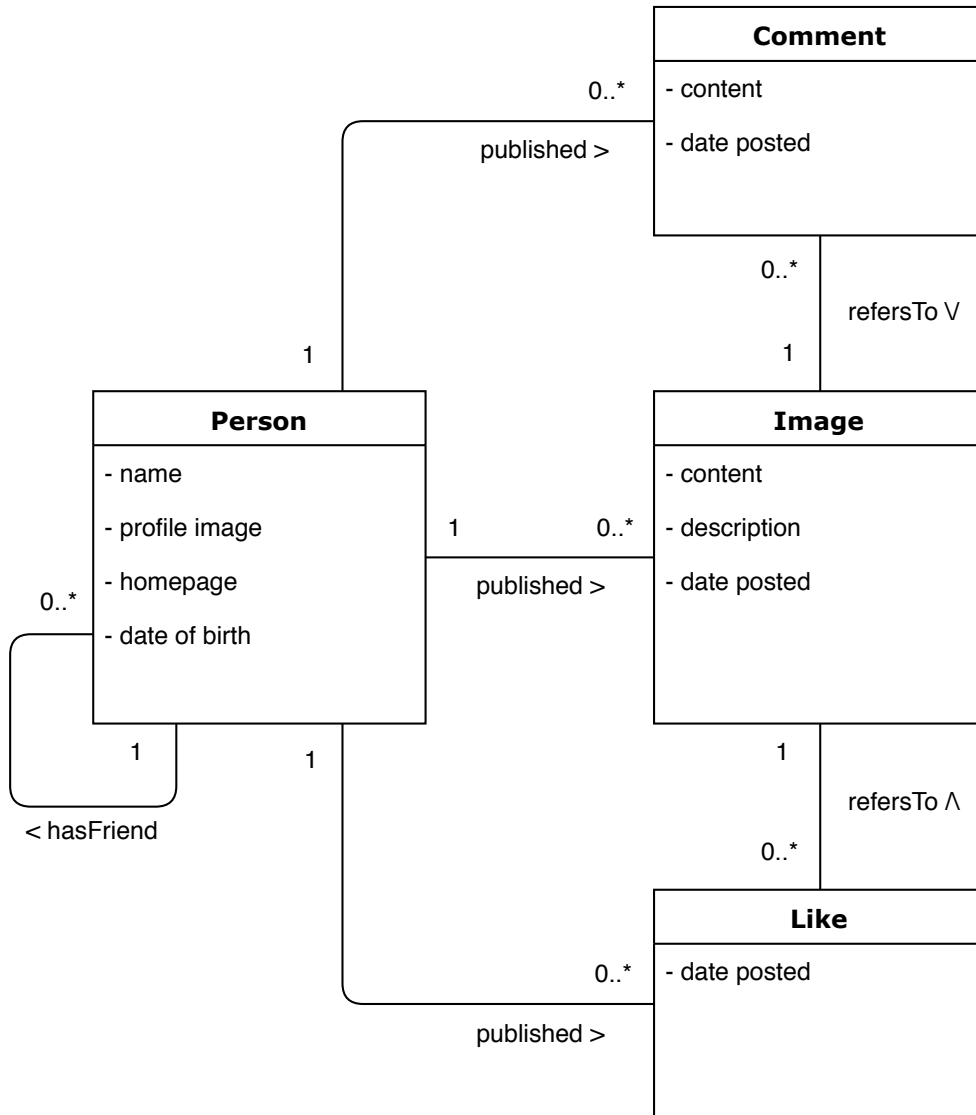 Comment
- content
- date posted
0..*
published >
0..*
refersTo \/
1
1
Person
- name
- profile image
- homepage
- date of birth
1
0..*
published >
Image
- content
- description
- date posted
0..*
1
< hasFriend
1
1
refersTo /\
0..*
Like
- date posted
0..*
published >